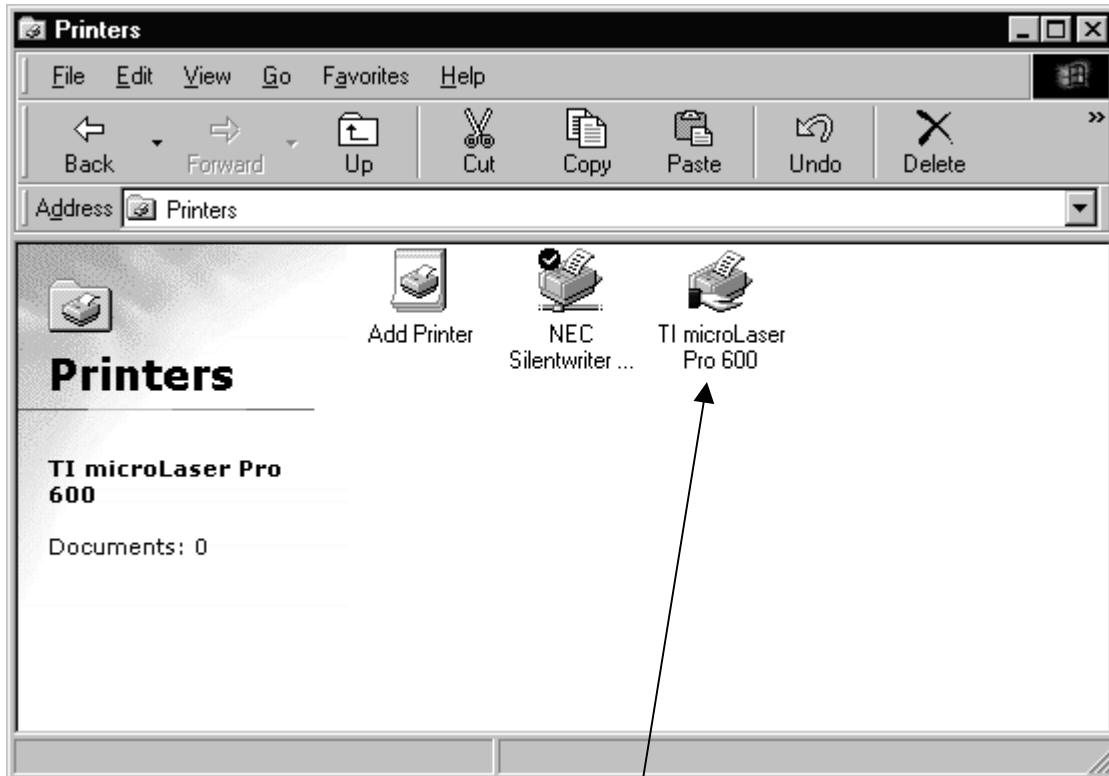 Printers
File Edit View Go Favorites Help
Back Forward Up Cut Copy Paste Undo Delete »
Address Printers
Add Printer
NEC
Silentwriter ...
TI microLaser
Pro 600
Printers
TI microLaser Pro
600
Documents: 0